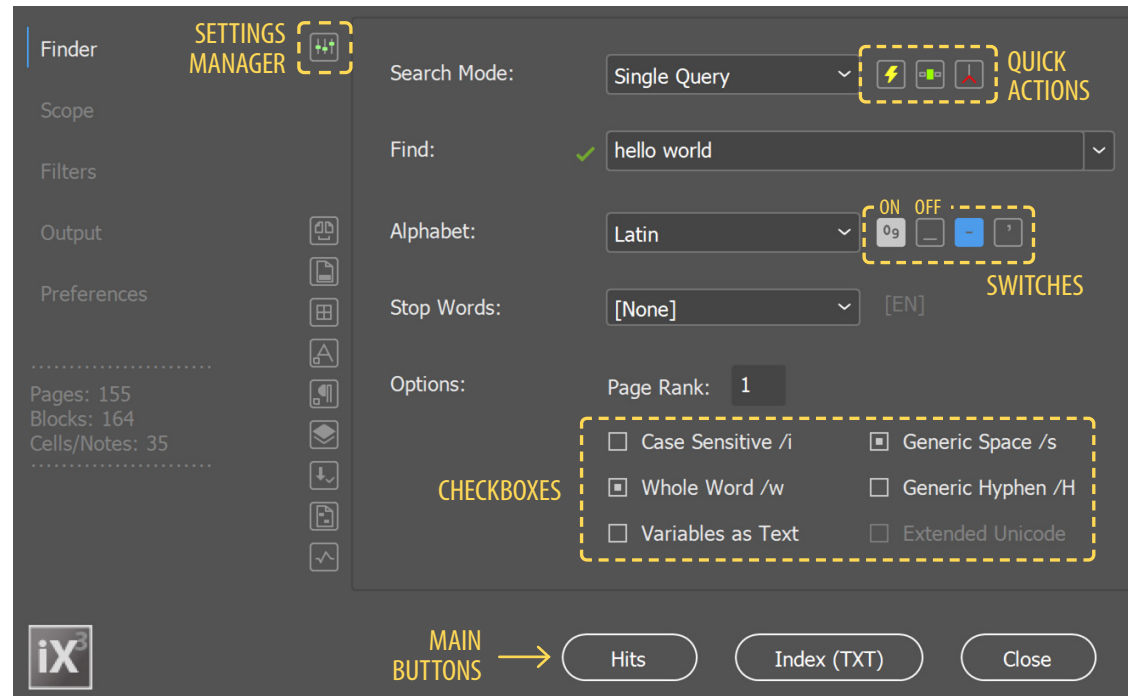 Finder
SETTINGS
MANAGER
Scope
Filters
Output
Preferences
Pages: 155
Blocks: 164
Cells/Notes: 35
Search Mode:
Single Query
QUICK
ACTIONS
Find:
hello world
ON OFF
Alphabet:
Latin
09 _ - ’
SWITCHES
Stop Words:
[None]
[EN]
Options:
Page Rank: 1
CHECKBOXES
Case Sensitive /i
Generic Space /s
Whole Word /w
Generic Hyphen /H
Variables as Text
Extended Unicode
iX3
MAIN
BUTTONS
Hits
Index (TXT)
Close